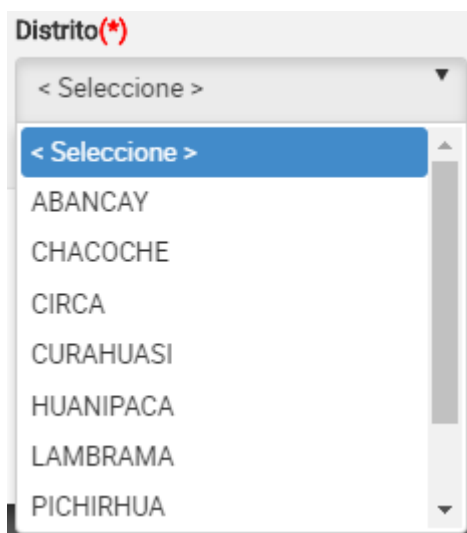 Distrito(*)
< Seleccione >
< Seleccione >
ABANCAY
CHACOCHE
CIRCA
CURAHUASI
HUANIPACA
LAMBRAMA
PICHIRHUA